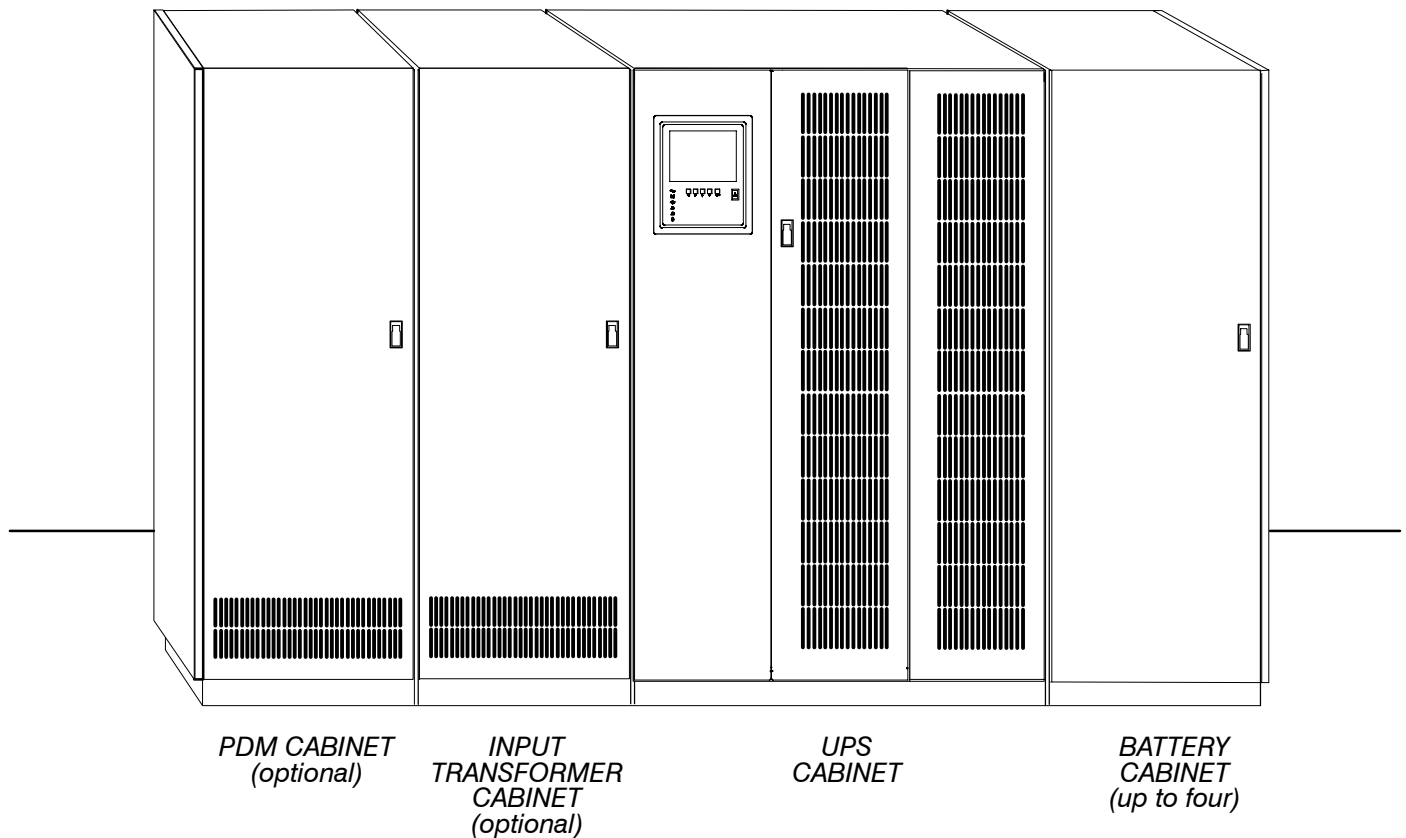 PDM CABINET
(optional)
INPUT
TRANSFORMER
CABINET
(optional)
UPS
CABINET
BATTERY
CABINET
(up to four)